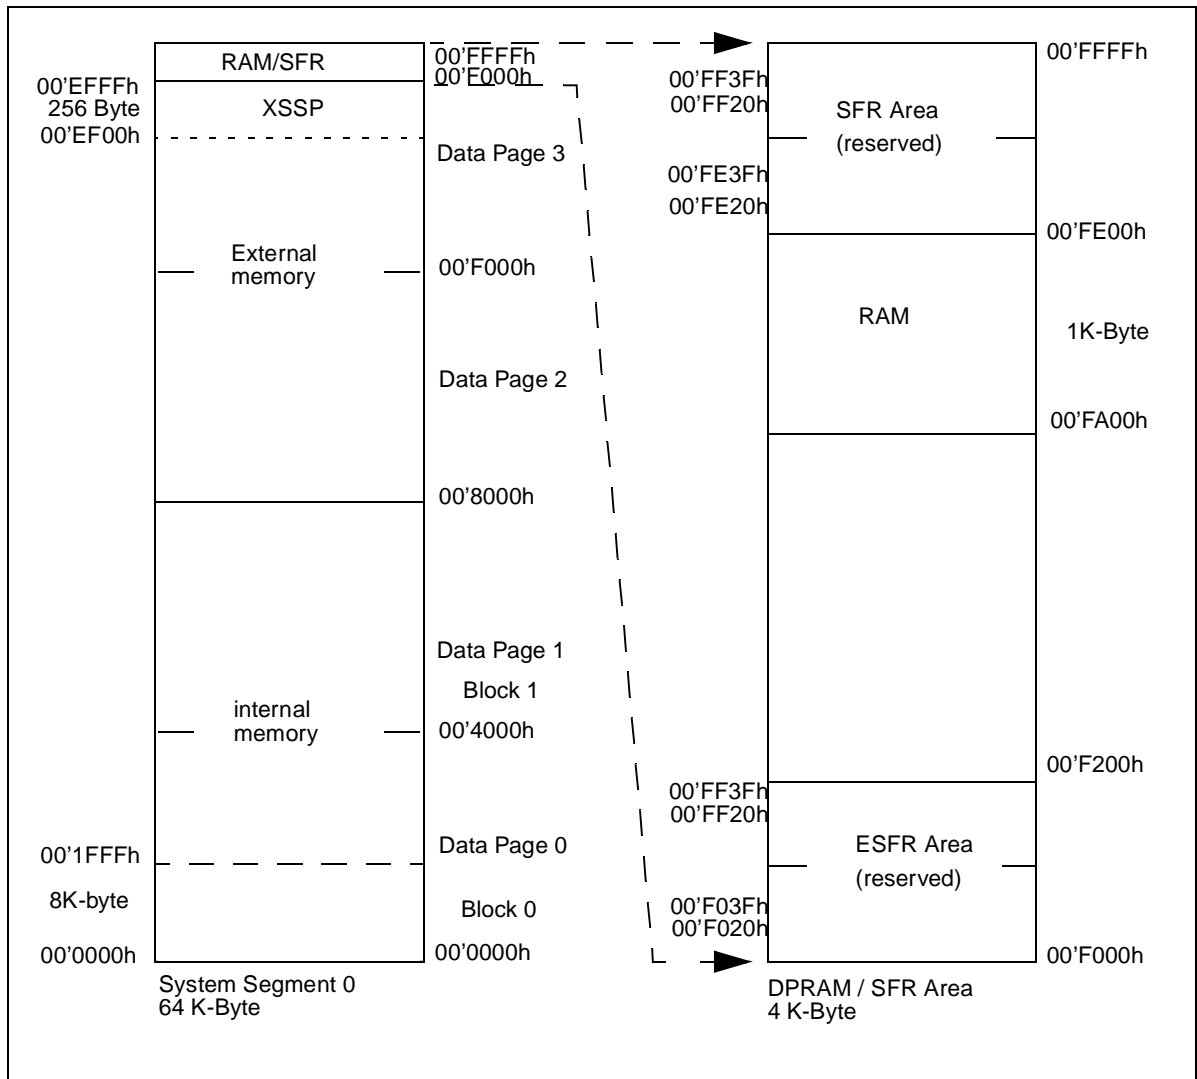 RAM/SFR
00'FFFFh
00'F000h
00'EFFFh
256 Byte
00'EF00h
XSSP
Data Page 3
External
memory
00'F000h
Data Page 2
00'8000h
Data Page 1
Block 1
internal
memory
00'4000h
Data Page 0
00'1FFFh
8K-byte
Block 0
00'0000h
00'0000h
System Segment 0
64 K-Byte
00'FFFFh
00'FF3Fh
00'FF20h
SFR Area
(reserved)
00'FE3Fh
00'FE20h
00'FE00h
RAM
1K-Byte
00'FA00h
00'F200h
00'FF3Fh
00'FF20h
ESFR Area
(reserved)
00'F03Fh
00'F020h
00'F000h
DPRAM / SFR Area
4 K-Byte